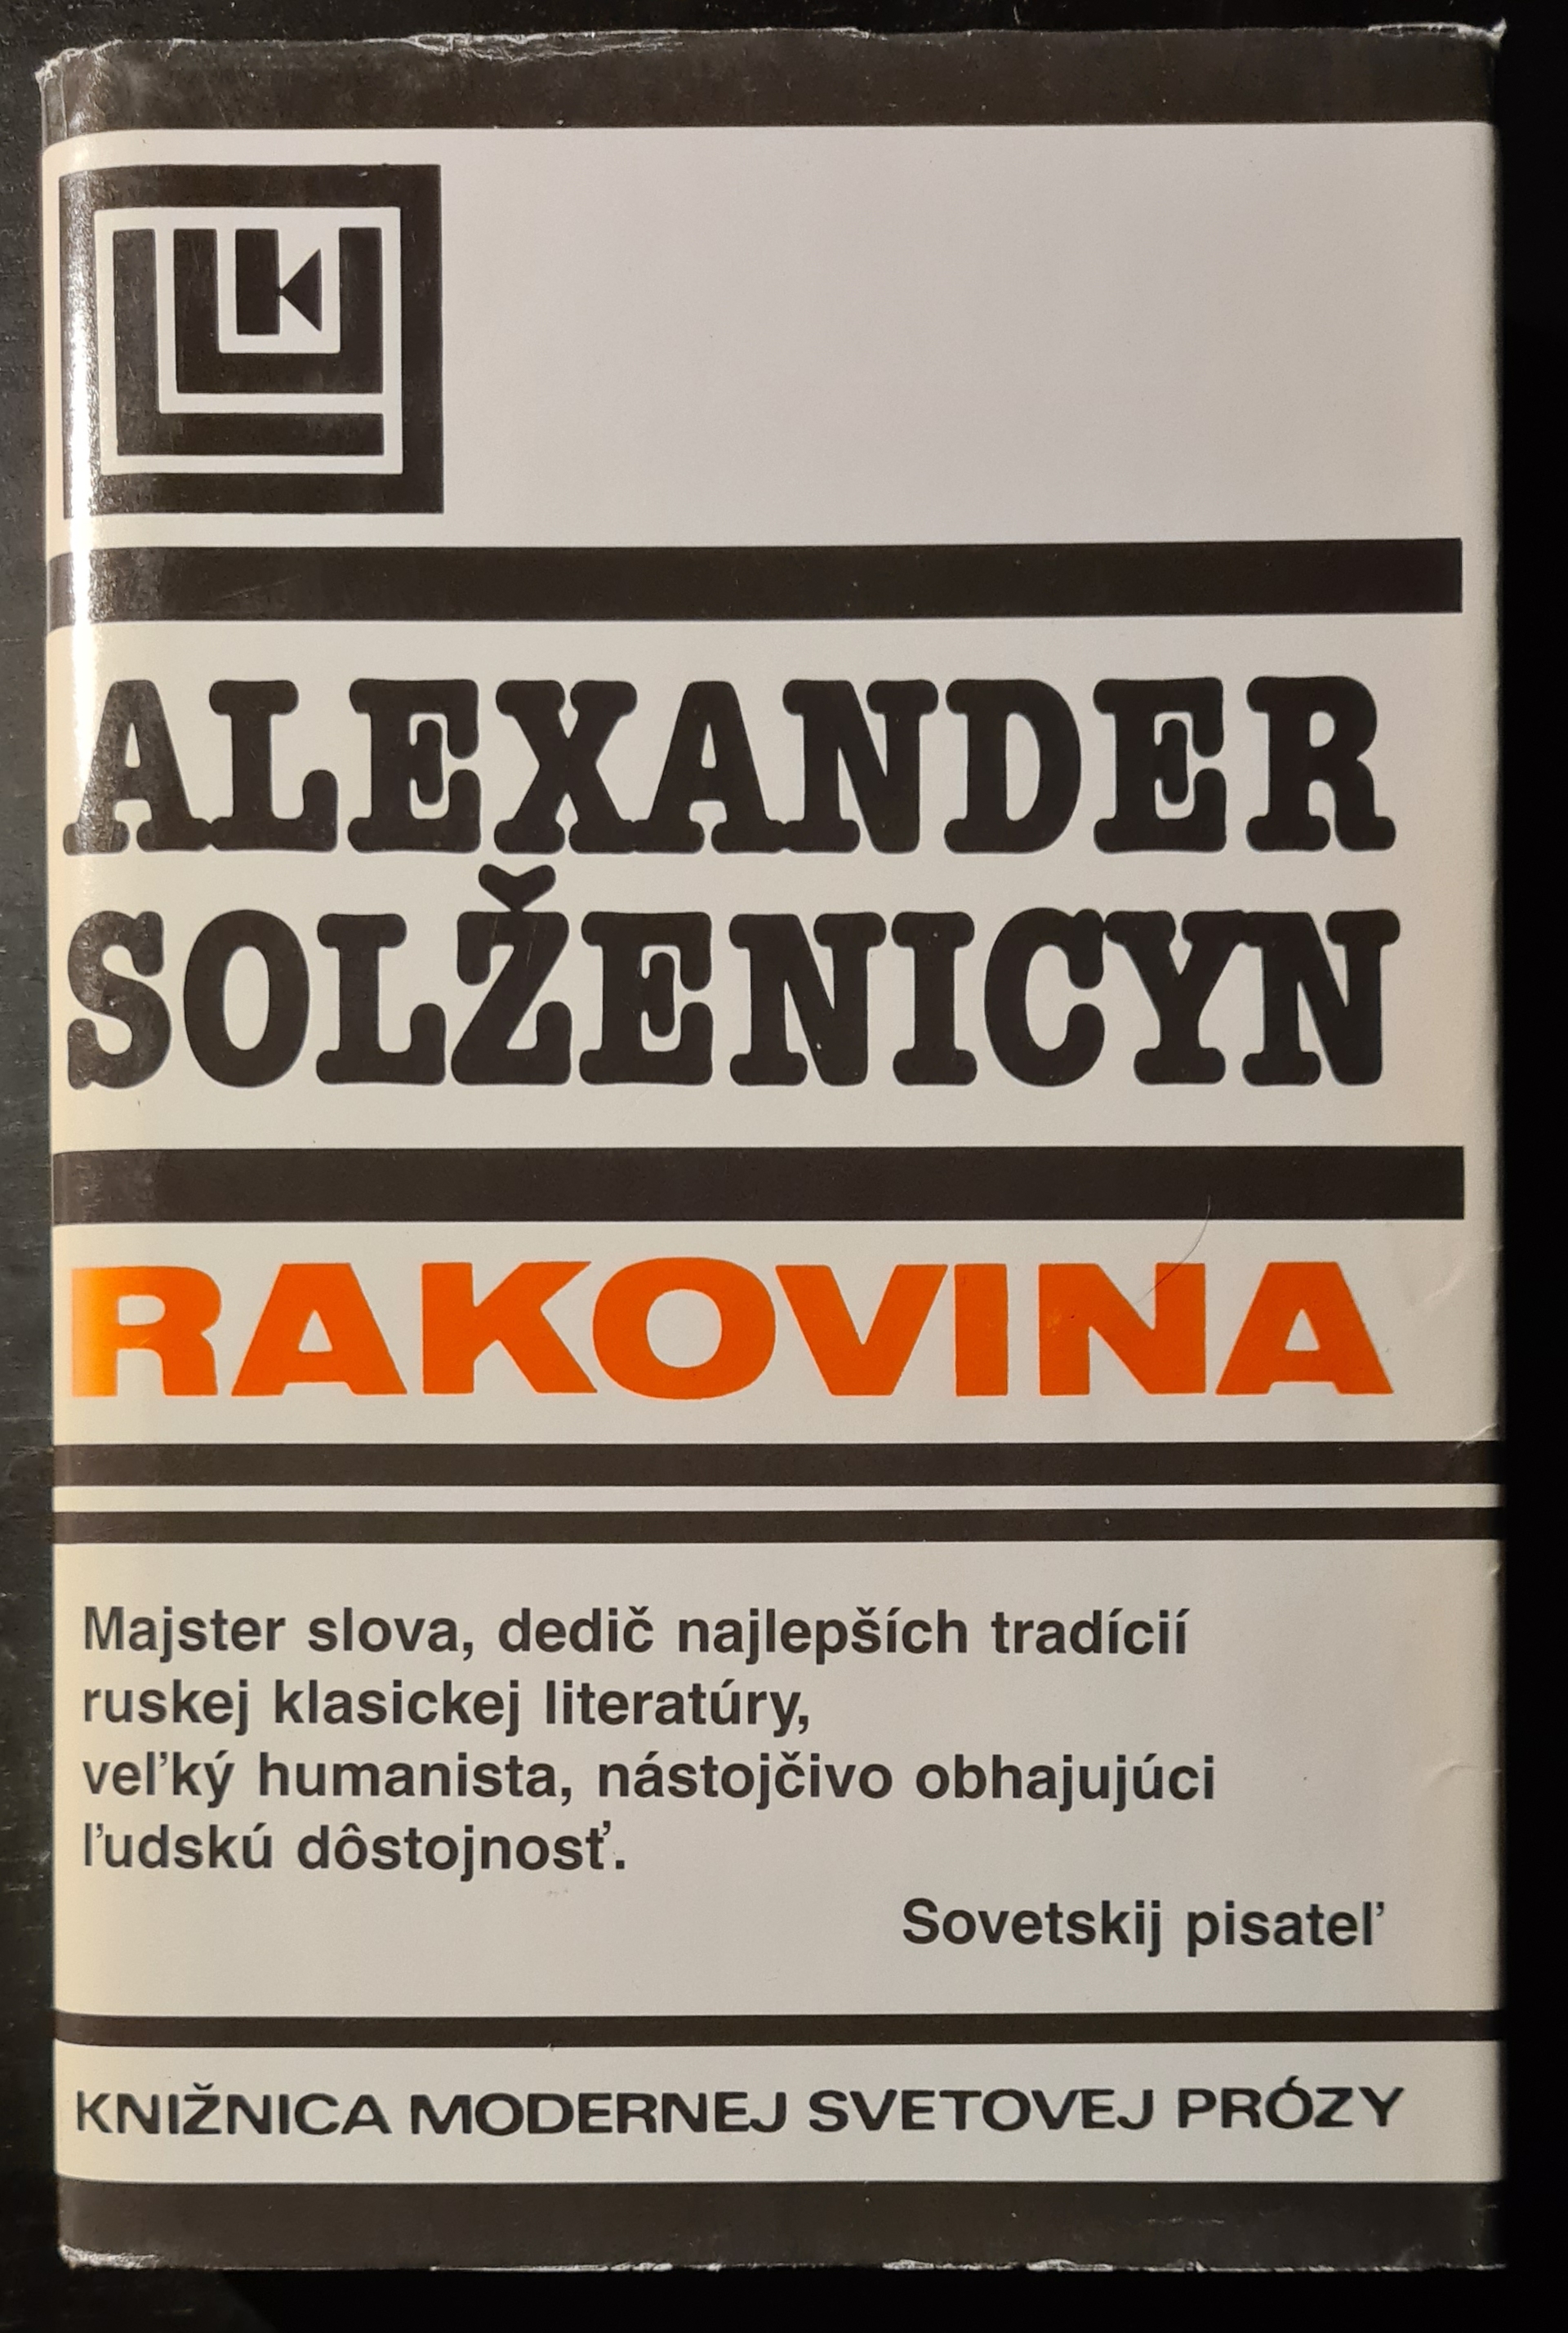 K
ALEXANDER
SOLŽENICYN
RAKOVINA
Majster slova, dedič najlepších tradícií
ruskej klasickej literatúry,
veľký humanista, nástojčivo obhajujúci
ľudskú dôstojnosť.
Sovetskij pisateľ
KNIŽNICA MODERNEJ SVETOVEJ PRÓZY